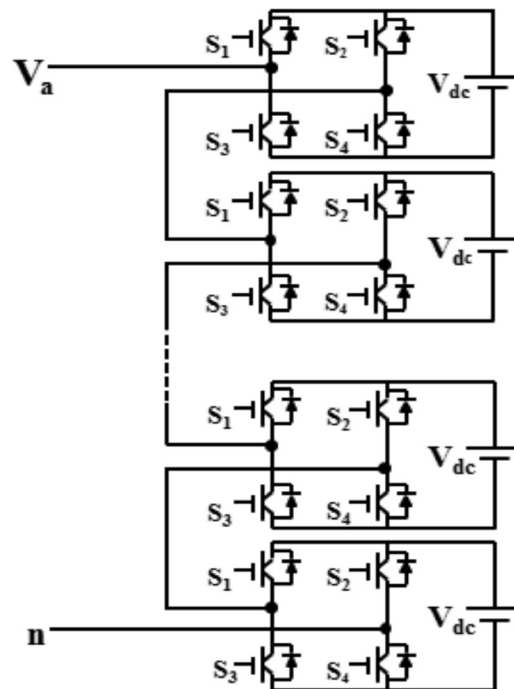 S1 S2
Va Vdc
S3 S4
S1 S2
Vdc
S3 S4
S1 S2
Vdc
S3 S4
S1 S2
Vdc
n
S3 S4